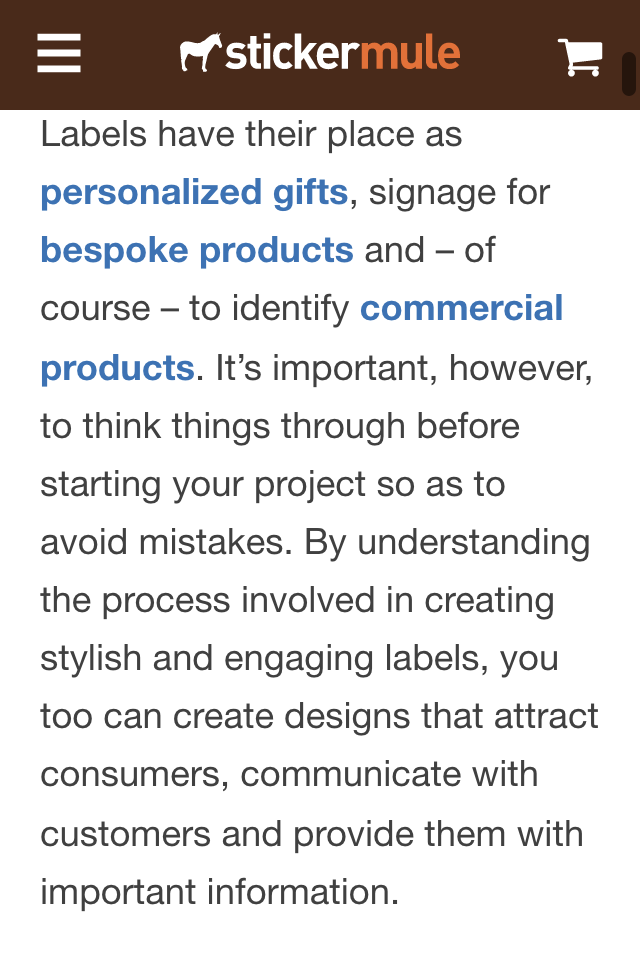 stickermule
Labels have their place as
personalized gifts, signage for
bespoke products and – of
course – to identify commercial
products. It’s important, however,
to think things through before
starting your project so as to
avoid mistakes. By understanding
the process involved in creating
stylish and engaging labels, you
too can create designs that attract
consumers, communicate with
customers and provide them with
important information.